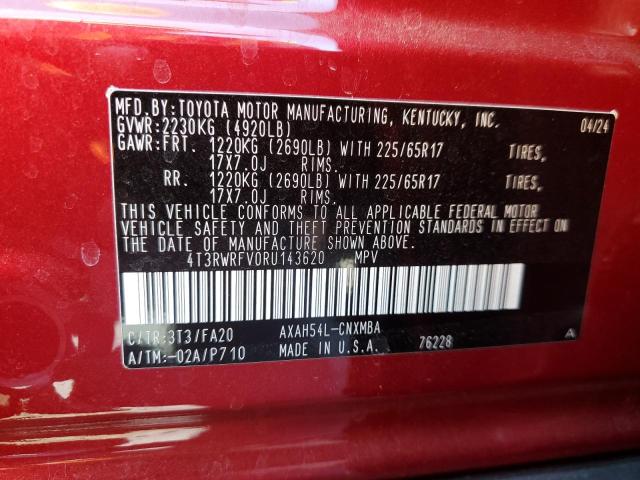 MFD.BY:TOYOTA MOTOR MANUFACTURING, KENTUCKY, INC.
GVWR:2230KG (4920LB) 04/24
GAWR:FRT. 1220KG (2690LB) WITH 225/65R17 TIRES,
17X7.0J RIMS.
RR. 1220KG (2690LB) WITH 225/65R17 TIRES,
17X7.0J RIMS.
THIS VEHICLE CONFORMS TO ALL APPLICABLE FEDERAL MOTOR
VEHICLE SAFETY AND THEFT PREVENTION STANDARDS IN EFFECT ON
THE DATE OF MANUFACTURE SHOWN ABOVE.
4T3RWRFV0RU143620 MPV
C/TR:3T3/FA20 AXAH54L-CNXMBA
A/TM:-02A/P710 MADE IN U.S.A. 76228 A